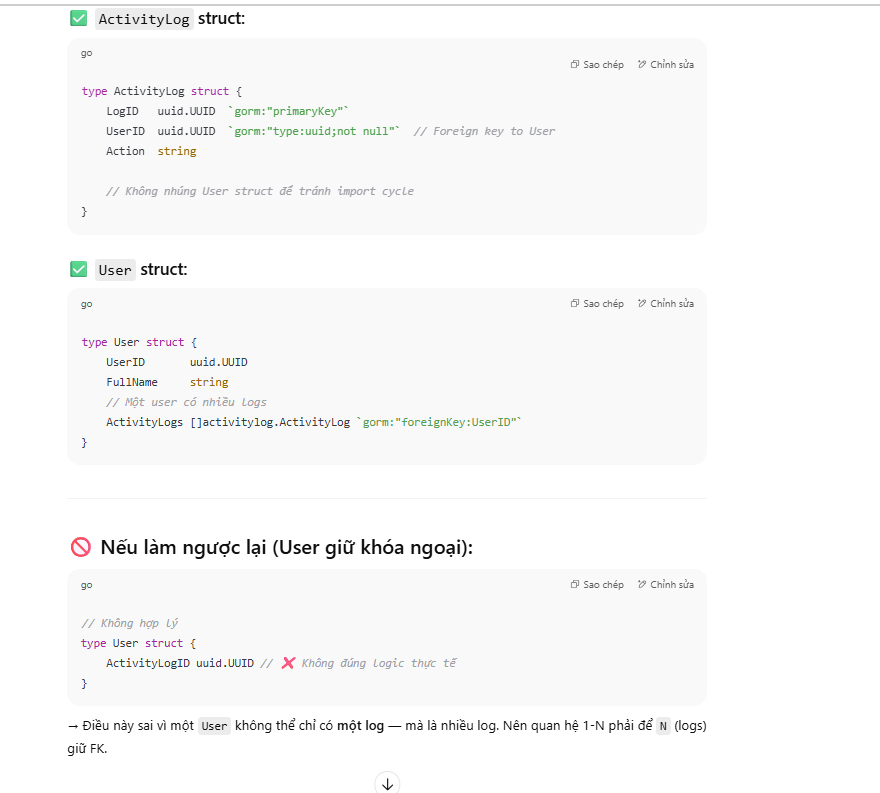 ✅ ActivityLog struct:
go
Sao chép Chỉnh sửa
type ActivityLog struct {
    LogID   uuid.UUID  `gorm:"primaryKey"`
    UserID  uuid.UUID  `gorm:"type:uuid;not null"`  // Foreign key to User
    Action  string
    // Không nhúng User struct để tránh import cycle
}
✅ User struct:
go
Sao chép Chỉnh sửa
type User struct {
    UserID       uuid.UUID
    FullName     string
    // Một user có nhiều logs
    ActivityLogs []activitylog.ActivityLog `gorm:"foreignKey:UserID"`
}
🚫 Nếu làm ngược lại (User giữ khóa ngoại):
go
Sao chép Chỉnh sửa
// Không hợp lý
type User struct {
    ActivityLogID uuid.UUID // ❌ Không đúng logic thực tế
}
→ Điều này sai vì một User không thể chỉ có một log — mà là nhiều log. Nên quan hệ 1-N phải để N (logs)
giữ FK.